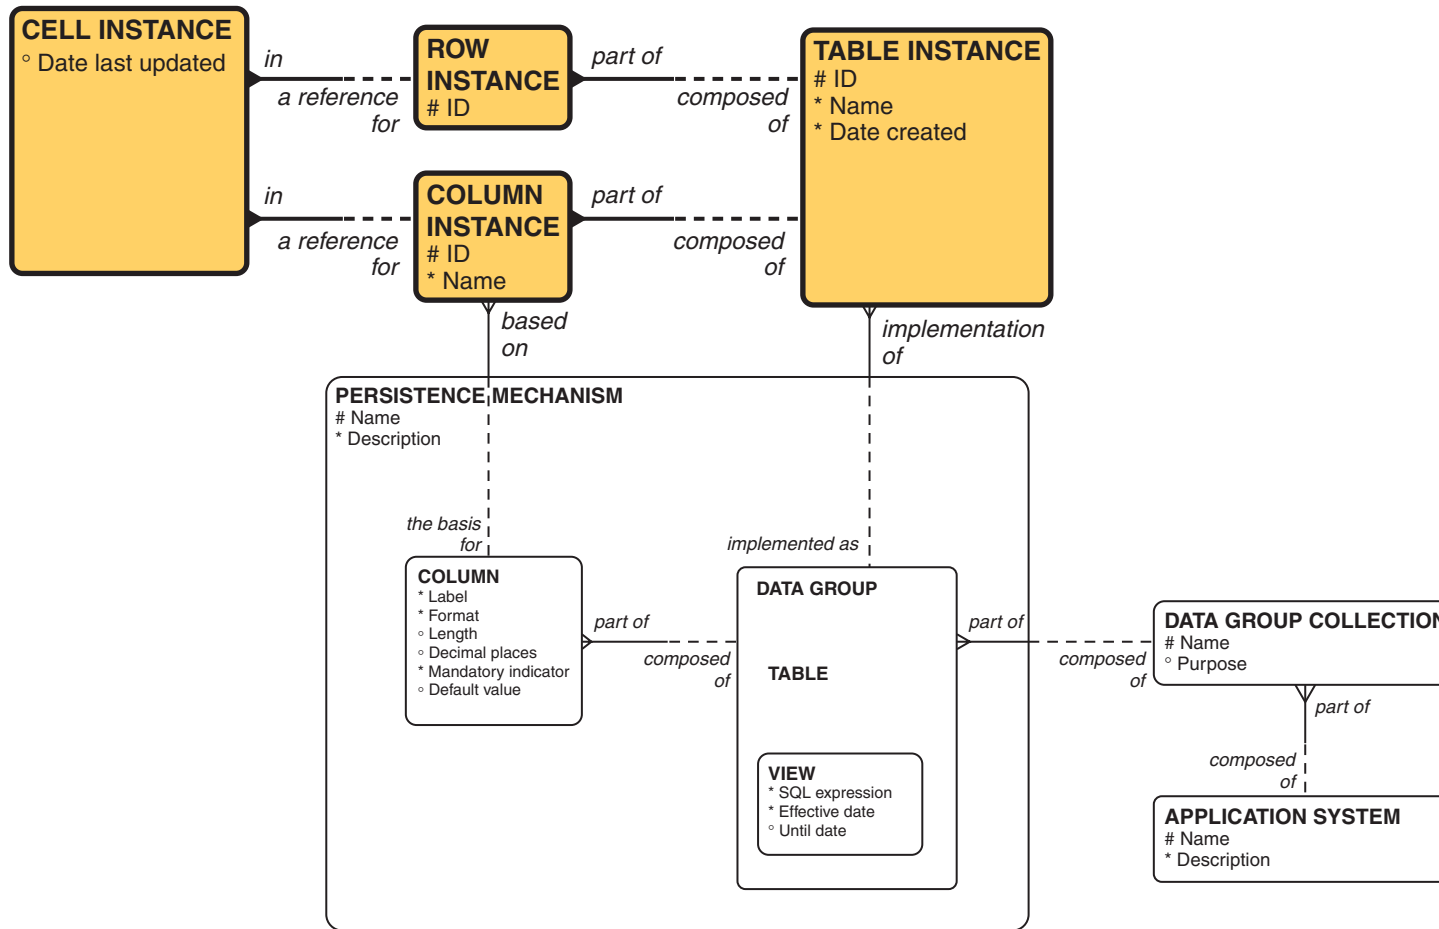 CELL INSTANCE
° Date last updated
in
a reference
for
ROW
INSTANCE
# ID
part of
composed
of
TABLE INSTANCE
# ID
* Name
* Date created
in
a reference
for
COLUMN
INSTANCE
# ID
* Name
part of
composed
of
based
on
implementation
of
PERSISTENCE MECHANISM
# Name
* Description
the basis
for
implemented as
COLUMN
* Label
* Format
° Length
° Decimal places
* Mandatory indicator
° Default value
part of
composed
of
DATA GROUP
TABLE
VIEW
* SQL expression
* Effective date
° Until date
part of
composed
of
DATA GROUP COLLECTION
# Name
° Purpose
part of
composed
of
APPLICATION SYSTEM
# Name
* Description